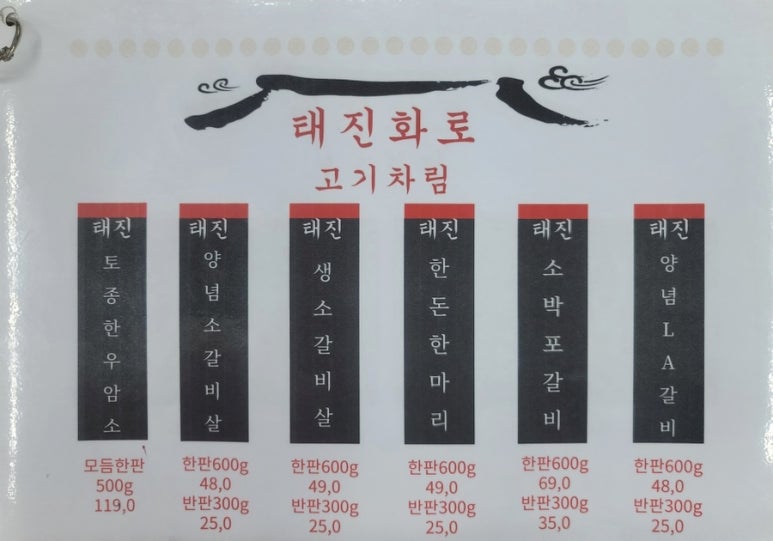 태진화로
고기차림
태진
토종한우암소
모듬한판
500g
119,0
태진
양념소갈비살
한판600g
48,0
반판300g
25,0
태진
생소갈비살
한판600g
49,0
반판300g
25,0
태진
한돈한마리
한판600g
49,0
반판300g
25,0
태진
소박포갈비
한판600g
69,0
반판300g
35,0
태진
양념LA갈비
한판600g
48,0
반판300g
25,0